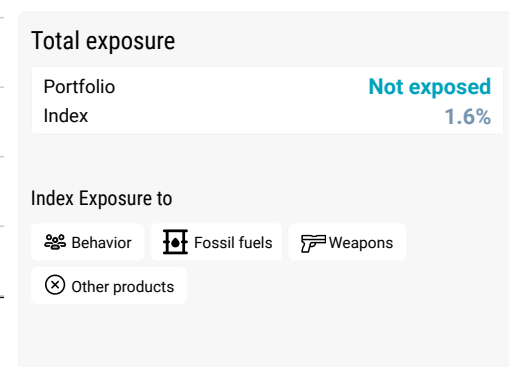 Total exposure
Portfolio Not exposed
Index 1.6%
Index Exposure to
Behavior Fossil fuels Weapons
Other products